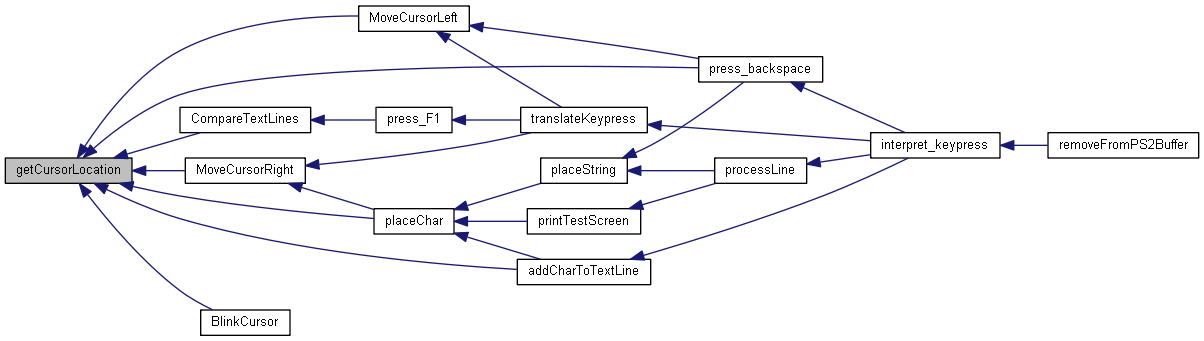 MoveCursorLeft
press_backspace
CompareTextLines
press_F1
translateKeypress
interpret_keypress
removeFromPS2Buffer
getCursorLocation
MoveCursorRight
placeString
processLine
placeChar
printTestScreen
addCharToTextLine
BlinkCursor